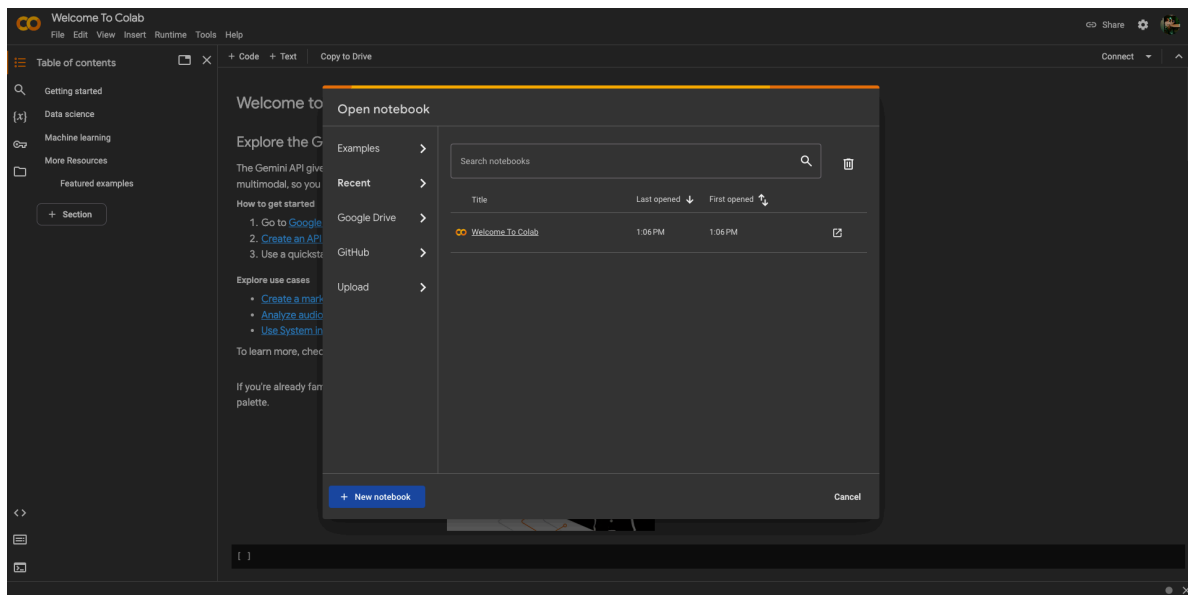 Welcome To Colab
File Edit View Insert Runtime Tools Help
Share
Table of contents
+ Code + Text Copy to Drive
Connect
Getting started
Data science
Machine learning
More Resources
Featured examples
+ Section
Welcome to
Explore the G
The Gemini API give
multimodal, so you
How to get started
1. Go to Google
2. Create an API
3. Use a quicksta
Explore use cases
• Create a mark
• Analyze audio
• Use System in
To learn more, chec
If you're already fam
palette.
[ ]
Open notebook
Examples
Recent
Google Drive
GitHub
Upload
Search notebooks
Title Last opened First opened
Welcome To Colab 1:06 PM 1:06 PM
+ New notebook
Cancel